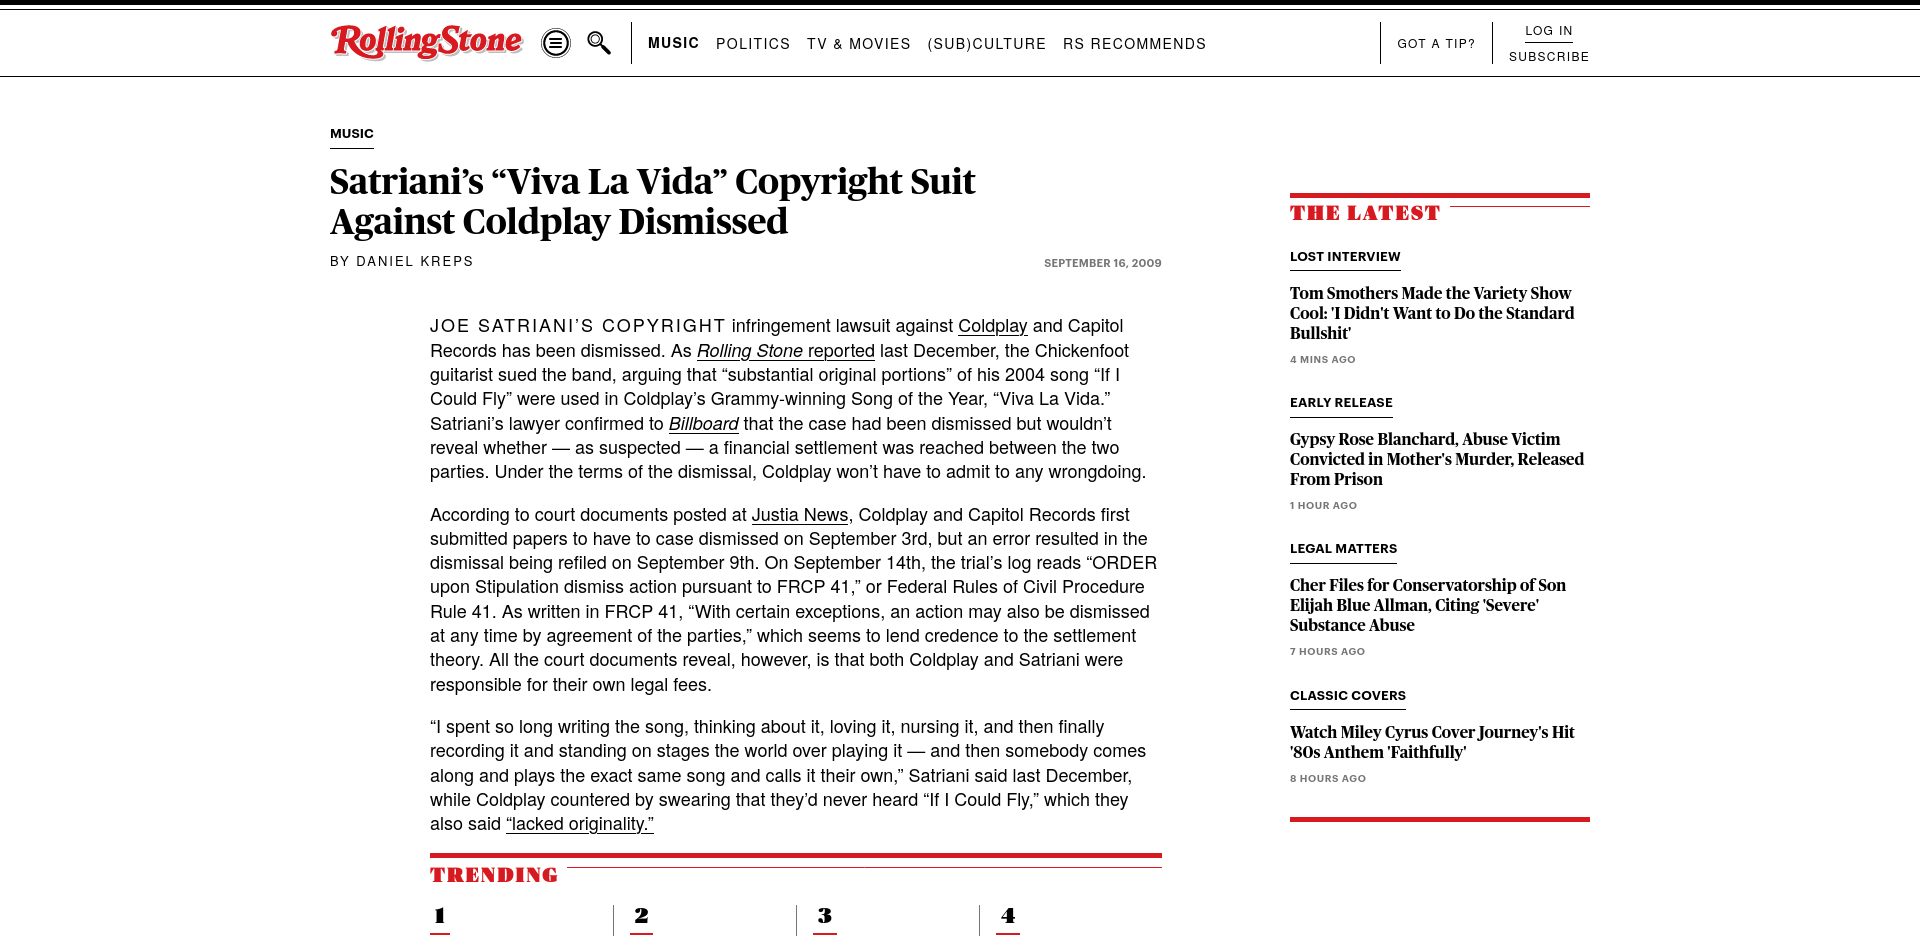 RollingStone
MUSIC
POLITICS
TV & MOVIES
(SUB)CULTURE
RS RECOMMENDS
GOT A TIP?
LOG IN
SUBSCRIBE
MUSIC
Satriani’s “Viva La Vida” Copyright Suit
Against Coldplay Dismissed
BY DANIEL KREPS
SEPTEMBER 16, 2009
JOE SATRIANI’S COPYRIGHT infringement lawsuit against Coldplay and Capitol
Records has been dismissed. As Rolling Stone reported last December, the Chickenfoot
guitarist sued the band, arguing that “substantial original portions” of his 2004 song “If I
Could Fly” were used in Coldplay’s Grammy-winning Song of the Year, “Viva La Vida.”
Satriani’s lawyer confirmed to Billboard that the case had been dismissed but wouldn’t
reveal whether — as suspected — a financial settlement was reached between the two
parties. Under the terms of the dismissal, Coldplay won’t have to admit to any wrongdoing.
According to court documents posted at Justia News, Coldplay and Capitol Records first
submitted papers to have to case dismissed on September 3rd, but an error resulted in the
dismissal being refiled on September 9th. On September 14th, the trial’s log reads “ORDER
upon Stipulation dismiss action pursuant to FRCP 41,” or Federal Rules of Civil Procedure
Rule 41. As written in FRCP 41, “With certain exceptions, an action may also be dismissed
at any time by agreement of the parties,” which seems to lend credence to the settlement
theory. All the court documents reveal, however, is that both Coldplay and Satriani were
responsible for their own legal fees.
“I spent so long writing the song, thinking about it, loving it, nursing it, and then finally
recording it and standing on stages the world over playing it — and then somebody comes
along and plays the exact same song and calls it their own,” Satriani said last December,
while Coldplay countered by swearing that they’d never heard “If I Could Fly,” which they
also said “lacked originality.”
TRENDING
1
2
3
4
THE LATEST
LOST INTERVIEW
Tom Smothers Made the Variety Show
Cool: 'I Didn't Want to Do the Standard
Bullshit'
4 MINS AGO
EARLY RELEASE
Gypsy Rose Blanchard, Abuse Victim
Convicted in Mother's Murder, Released
From Prison
1 HOUR AGO
LEGAL MATTERS
Cher Files for Conservatorship of Son
Elijah Blue Allman, Citing 'Severe'
Substance Abuse
7 HOURS AGO
CLASSIC COVERS
Watch Miley Cyrus Cover Journey's Hit
'80s Anthem 'Faithfully'
8 HOURS AGO